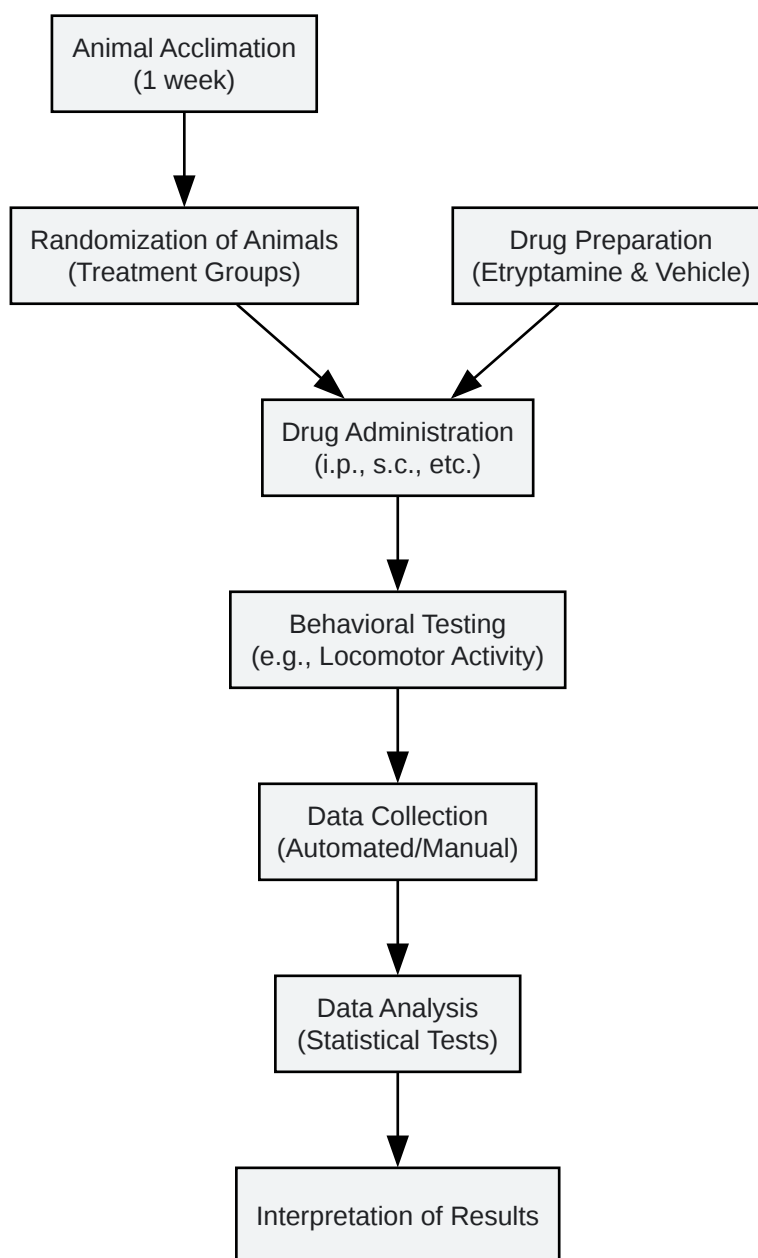 Animal Acclimation
(1 week)
Randomization of Animals
(Treatment Groups)
Drug Preparation
(Etryptamine & Vehicle)
Drug Administration
(i.p., s.c., etc.)
Behavioral Testing
(e.g., Locomotor Activity)
Data Collection
(Automated/Manual)
Data Analysis
(Statistical Tests)
Interpretation of Results